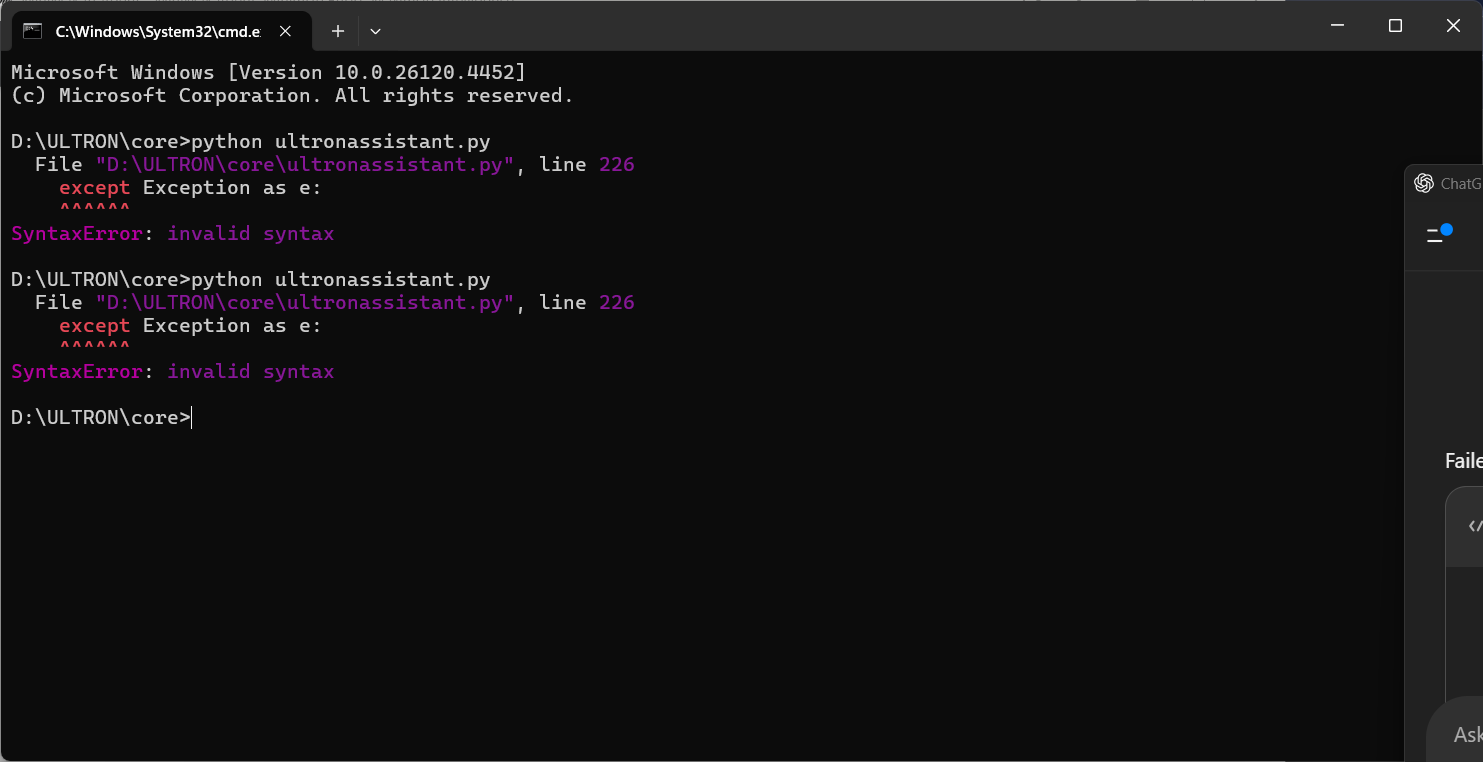 C:\Windows\System32\cmd.e
Microsoft Windows [Version 10.0.26120.4452]
(c) Microsoft Corporation. All rights reserved.
D:\ULTRON\core>python ultronassistant.py
File "D:\ULTRON\core\ultronassistant.py", line 226
except Exception as e:
^^^^^^
SyntaxError: invalid syntax
D:\ULTRON\core>python ultronassistant.py
File "D:\ULTRON\core\ultronassistant.py", line 226
except Exception as e:
^^^^^^
SyntaxError: invalid syntax
D:\ULTRON\core>
ChatG
Faile
Ask